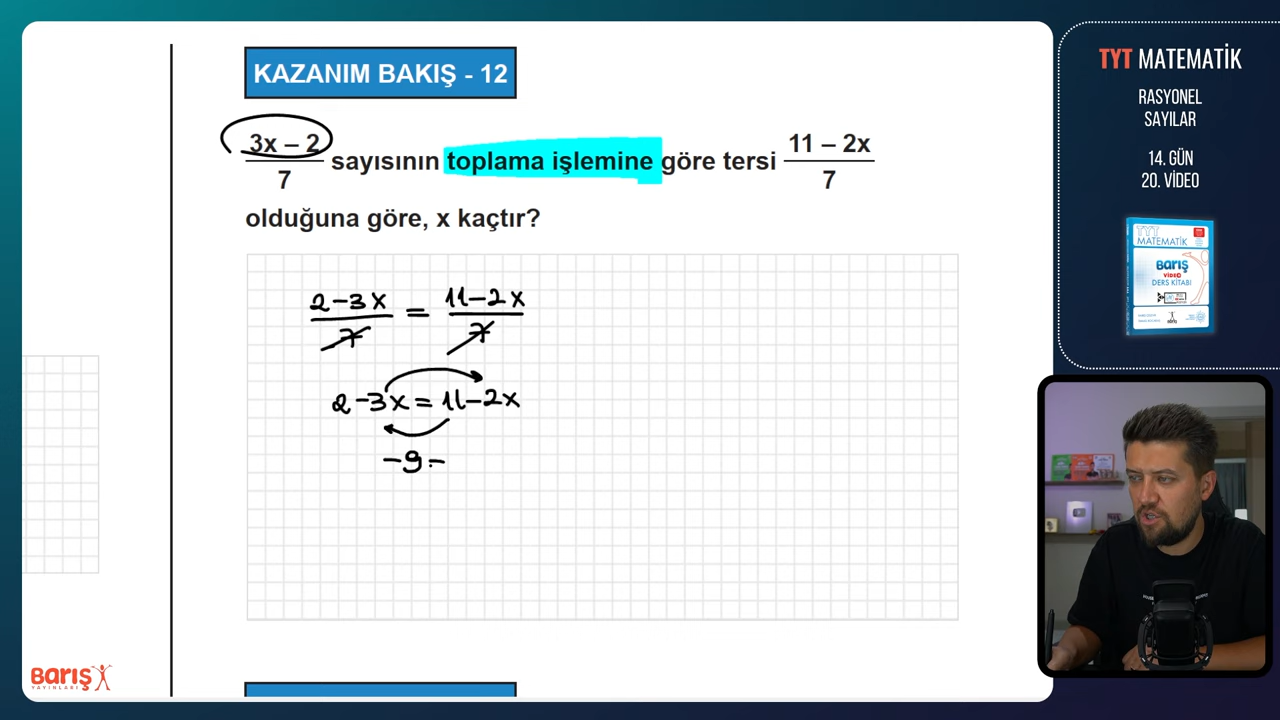 KAZANIM BAKIŞ - 12
3x – 2
7
sayısının toplama işlemine göre tersi
11 – 2x
7
olduğuna göre, x kaçtır?
2 - 3x
7
=
11 - 2x
7
2 - 3x = 11 - 2x
-9 =
TYT MATEMATİK
RASYONEL
SAYILAR
14. GÜN
20. VİDEO
TYT
MATEMATİK
BARIŞ
VİDEO
DERS KİTABI
BARIŞ
YAYINLARI